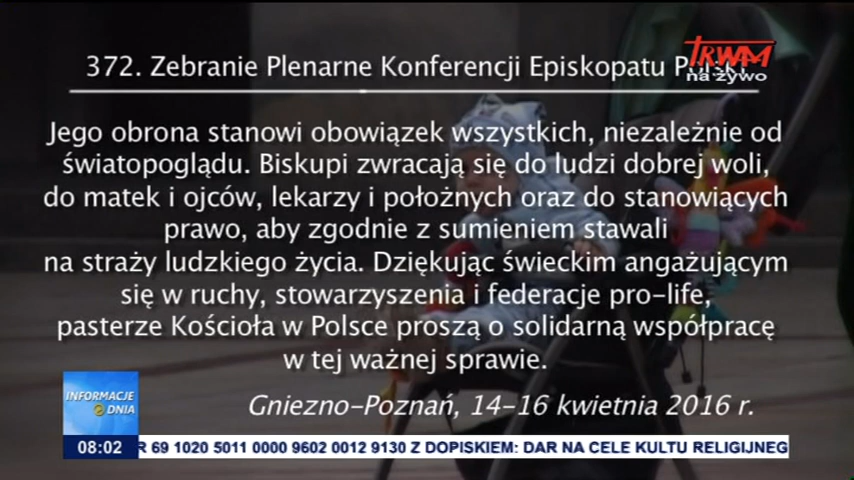 372. Zebranie Plenarne Konferencji Episkopatu
TRWAM
na żywo
Jego obrona stanowi obowiązek wszystkich, niezależnie od
światopoglądu. Biskupi zwracają się do ludzi dobrej woli,
do matek i ojców, lekarzy i położnych oraz do stanowiących
prawo, aby zgodnie z sumieniem stawali
na straży ludzkiego życia. Dziękując świeckim angażującym
się w ruchy, stowarzyszenia i federacje pro-life,
pasterze Kościoła w Polsce proszą o solidarną współpracę
w tej ważnej sprawie.
Gniezno-Poznań, 14-16 kwietnia 2016 r.
INFORMACJE
DNIA
08:02 R 69 1020 5011 0000 9602 0012 9130 Z DOPISKIEM: DAR NA CELE KULTU RELIGIJNEG